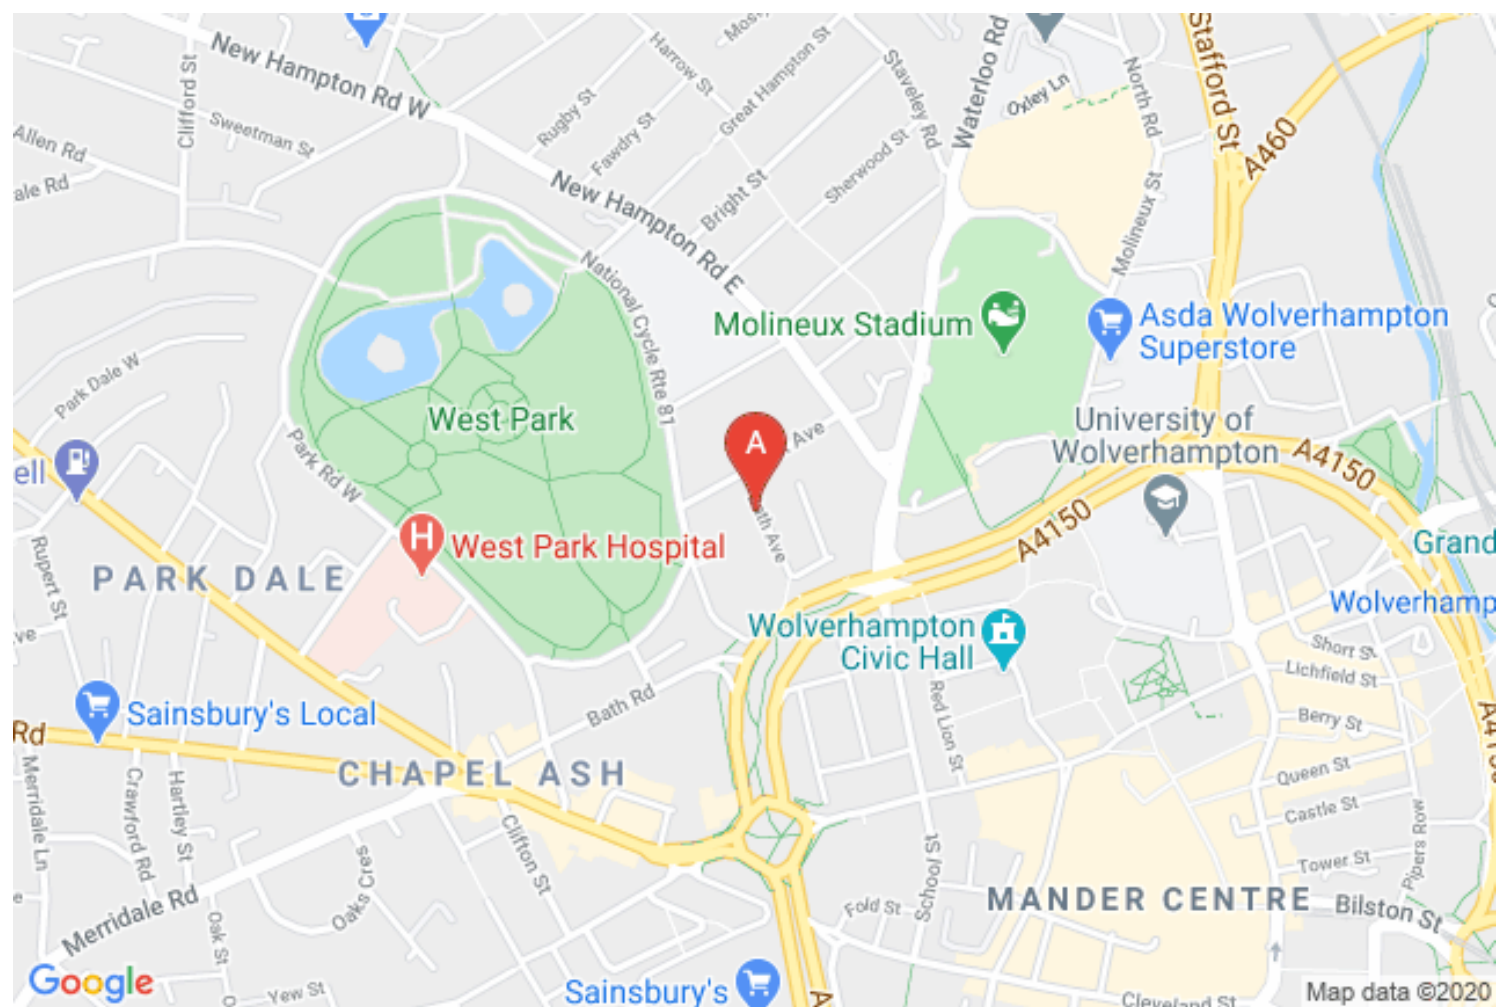 New Hampton Rd W
Clifford St
Sweetman St
Allen Rd
ale Rd
Harrow St
Great Hampton St
Rugby St
Fawdry St
Staveley Rd
Waterloo Rd
Oxley Ln
North Rd
Stafford St
A460
Sherwood St
Bright St
New Hampton Rd E
Molineux St
National Cycle Rte 81
Molineux Stadium
Asda Wolverhampton
Superstore
Park Dale W
West Park
A
Ave
University of
Wolverhampton
A4150
Park Rd W
ell
H
West Park Hospital
ath Ave
A4150
Grand
PARK DALE
Rupert St
Wolverhamp
Wolverhampton
Civic Hall
Short St
Lichfield St
ve
Bath Rd
Red Lion St
Berry St
A4150
Sainsbury's Local
Rd
CHAPEL ASH
Queen St
Merridale Ln
Crawford Rd
Hartley St
Castle St
Clifton St
School St
Pipers Row
Tower St
MANDER CENTRE
Bilston St
Merridale Rd
Oaks Cres
Fold St
Oak St
Google
Yew St
Sainsbury's
Cleveland St
Map data ©2020